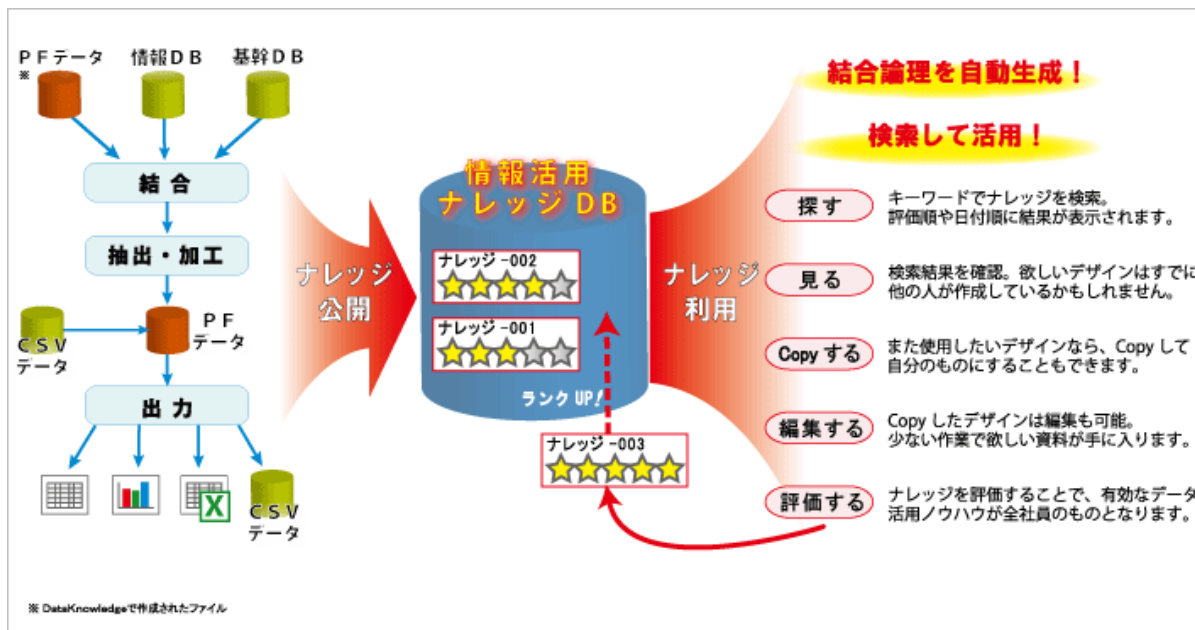 ＰＦデータ
※
情報ＤＢ
基幹ＤＢ
結合
抽出・加工
ＣＳＶ
データ
ＰＦ
データ
出力
ＣＳＶ
データ
※ DataKnowledgeで作成されたファイル
ナレッジ
公開
情報活用
ナレッジ DB
ナレッジ -002
ナレッジ -001
ランク UP!
ナレッジ -003
ナレッジ
利用
結合論理を自動生成！
検索して活用！
探す
キーワードでナレッジを検索。
評価順や日付順に結果が表示されます。
見る
検索結果を確認。欲しいデザインはすでに
他の人が作成しているかもしれません。
Copy する
また使用したいデザインなら、Copy して
自分のものにすることもできます。
編集する
Copy したデザインは編集も可能。
少ない作業で欲しい資料が手に入ります。
評価する
ナレッジを評価することで、有効なデータ
活用ノウハウが全社員のものとなります。